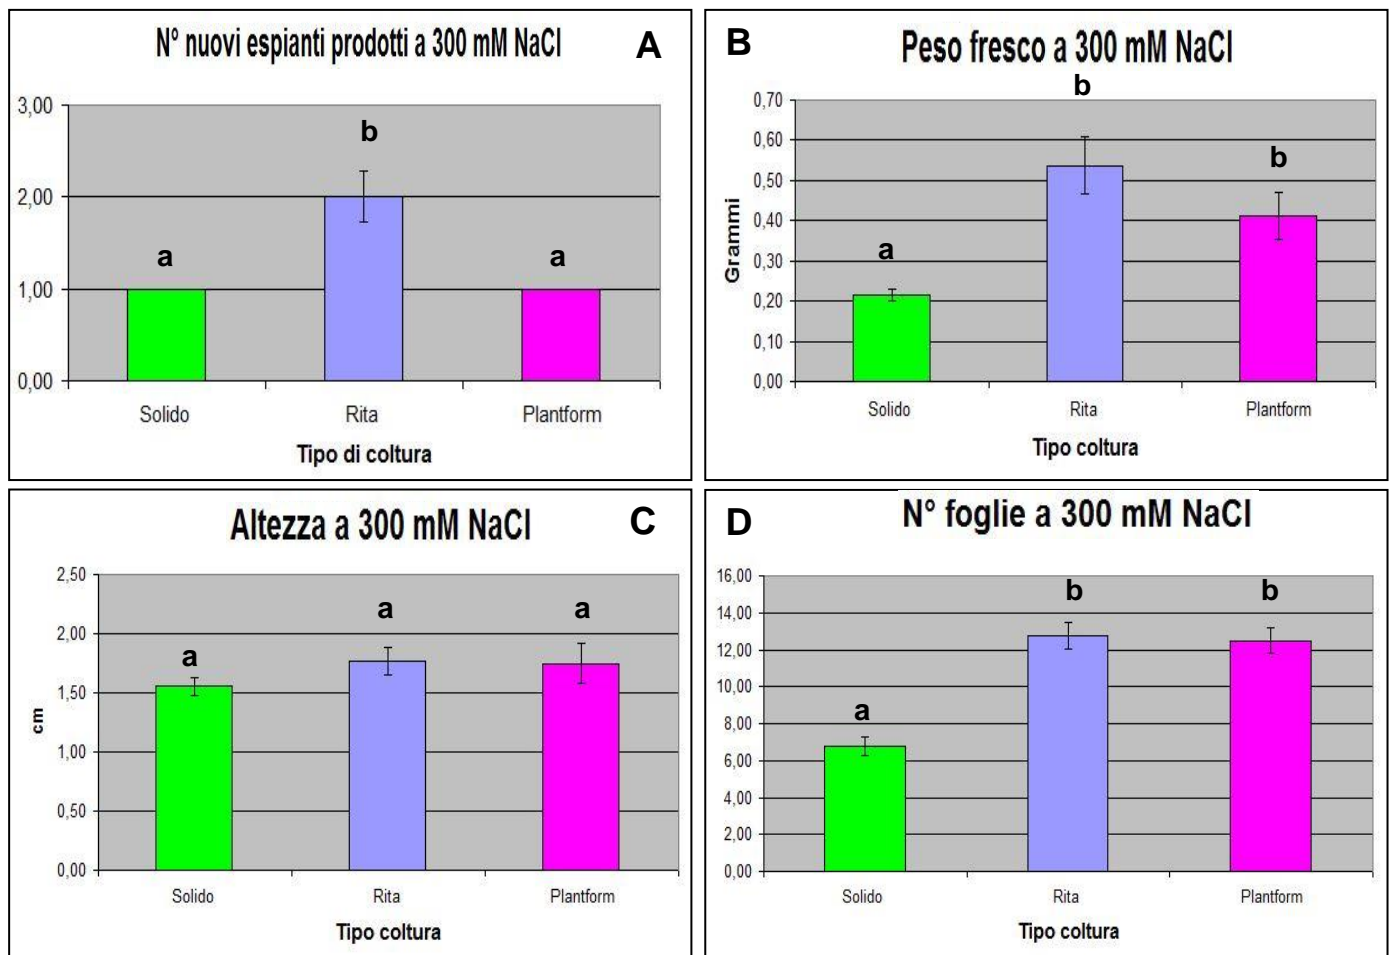 N° nuovi espianti prodotti a 300 mM NaCl
A
3,00
2,00
1,00
0,00
a
b
a
Solido
Rita
Plantform
Tipo di coltura
B
Peso fresco a 300 mM NaCl
Grammi
0,70
0,60
0,50
0,40
0,30
0,20
0,10
0,00
a
b
b
Solido
Rita
Plantform
Tipo coltura
Altezza a 300 mM NaCl
C
cm
2,50
2,00
1,50
1,00
0,50
0,00
a
a
a
Solido
Rita
Plantform
Tipo coltura
D
N° foglie a 300 mM NaCl
16,00
14,00
12,00
10,00
8,00
6,00
4,00
2,00
0,00
a
b
b
Solido
Rita
Plantform
Tipo coltura